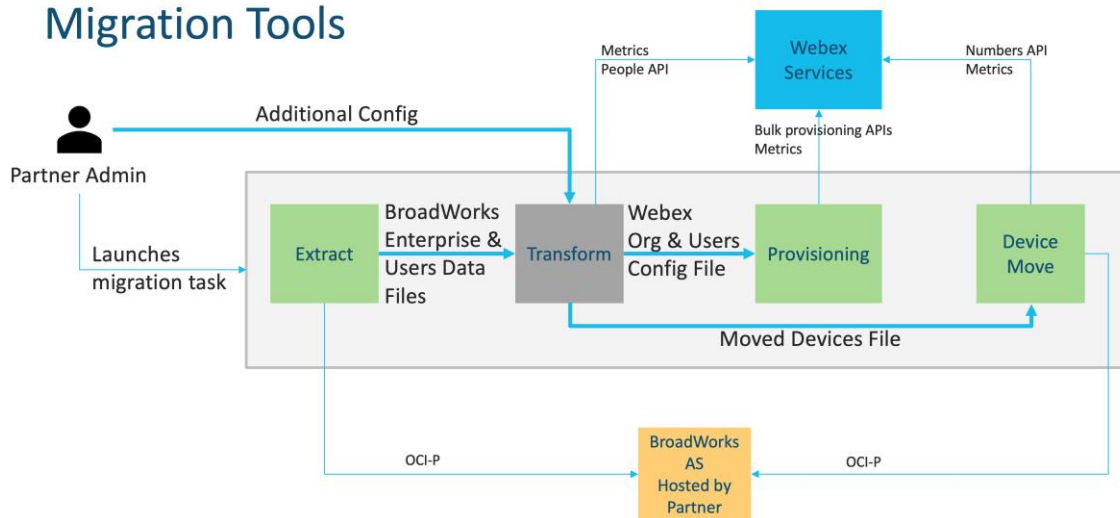 Migration Tools
Metrics
People API
Webex
Services
Numbers API
Metrics
Additional Config
Bulk provisioning APIs
Metrics
Partner Admin
Launches
migration task
Extract
BroadWorks
Enterprise &
Users Data
Files
Transform
Webex
Org & Users
Config File
Provisioning
Device
Move
Moved Devices File
OCI-P
BroadWorks
AS
Hosted by
Partner
OCI-P